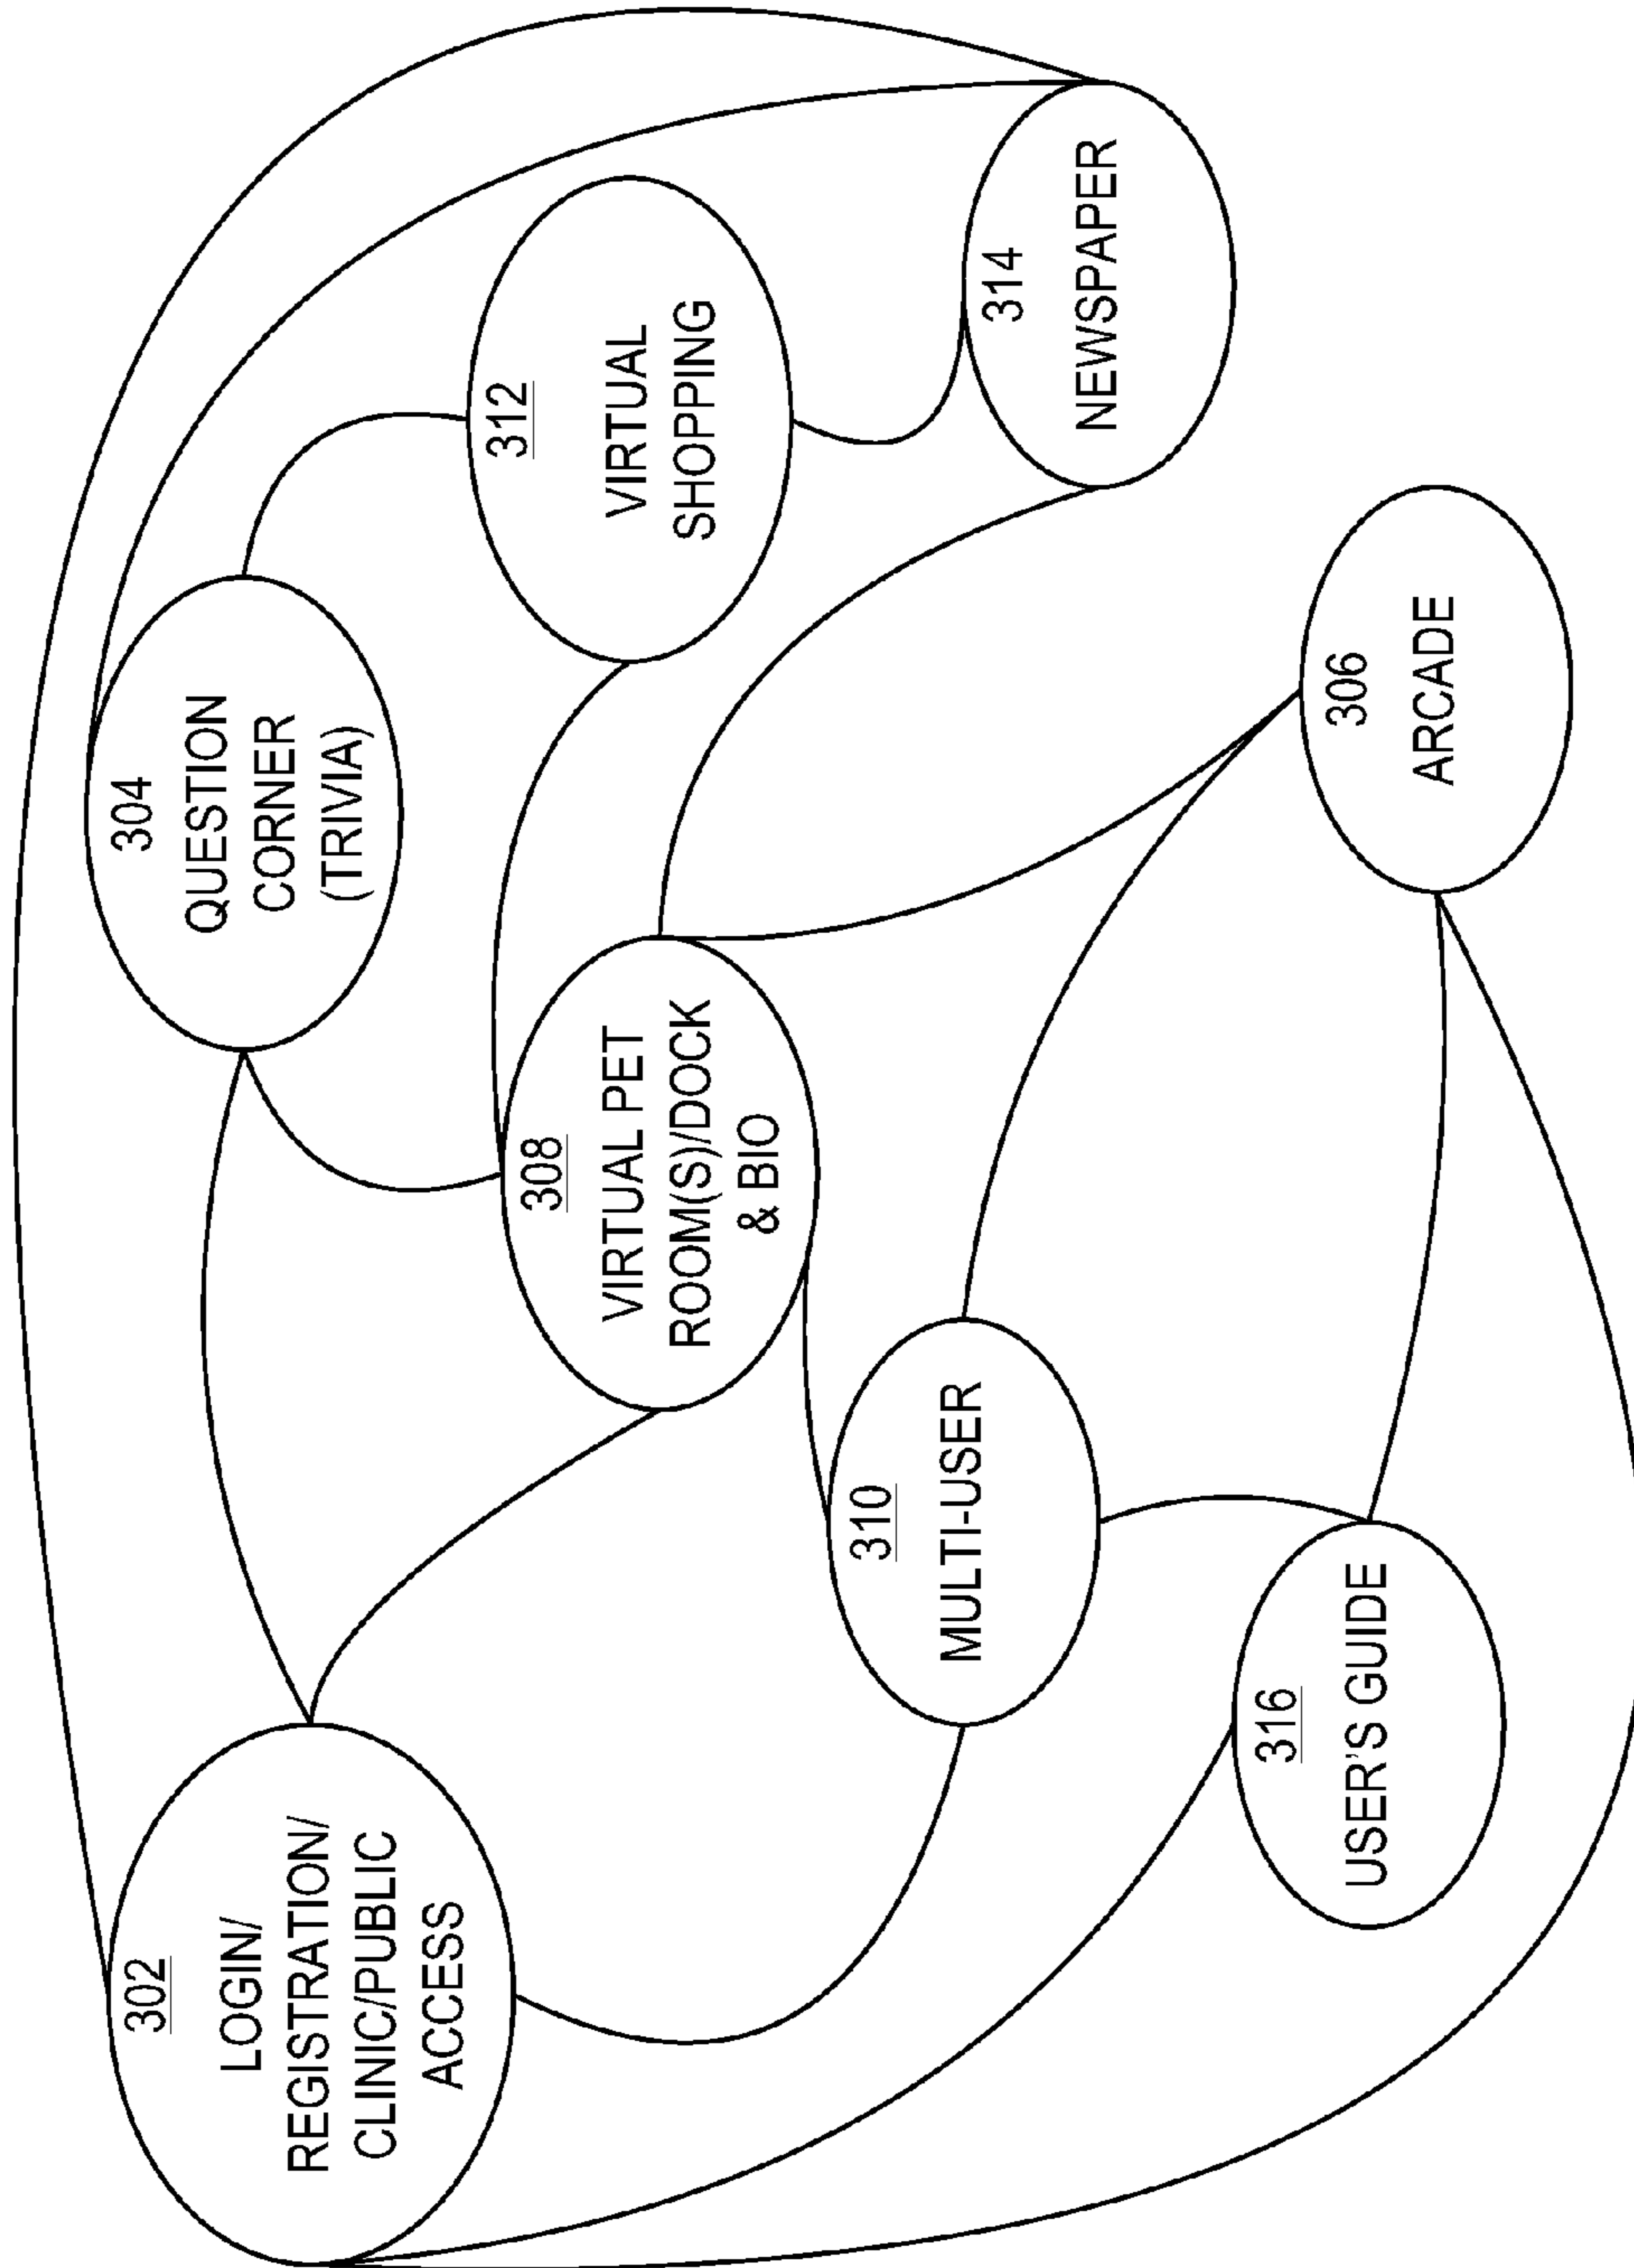 302
LOGIN/
REGISTRATION/
CLINIC/PUBLIC
ACCESS
304
QUESTION
CORNER
(TRIVIA)
308
VIRTUAL PET
ROOM(S)/DOCK
& BIO
312
VIRTUAL
SHOPPING
310
MULTI-USER
314
NEWSPAPER
316
USER'S GUIDE
306
ARCADE